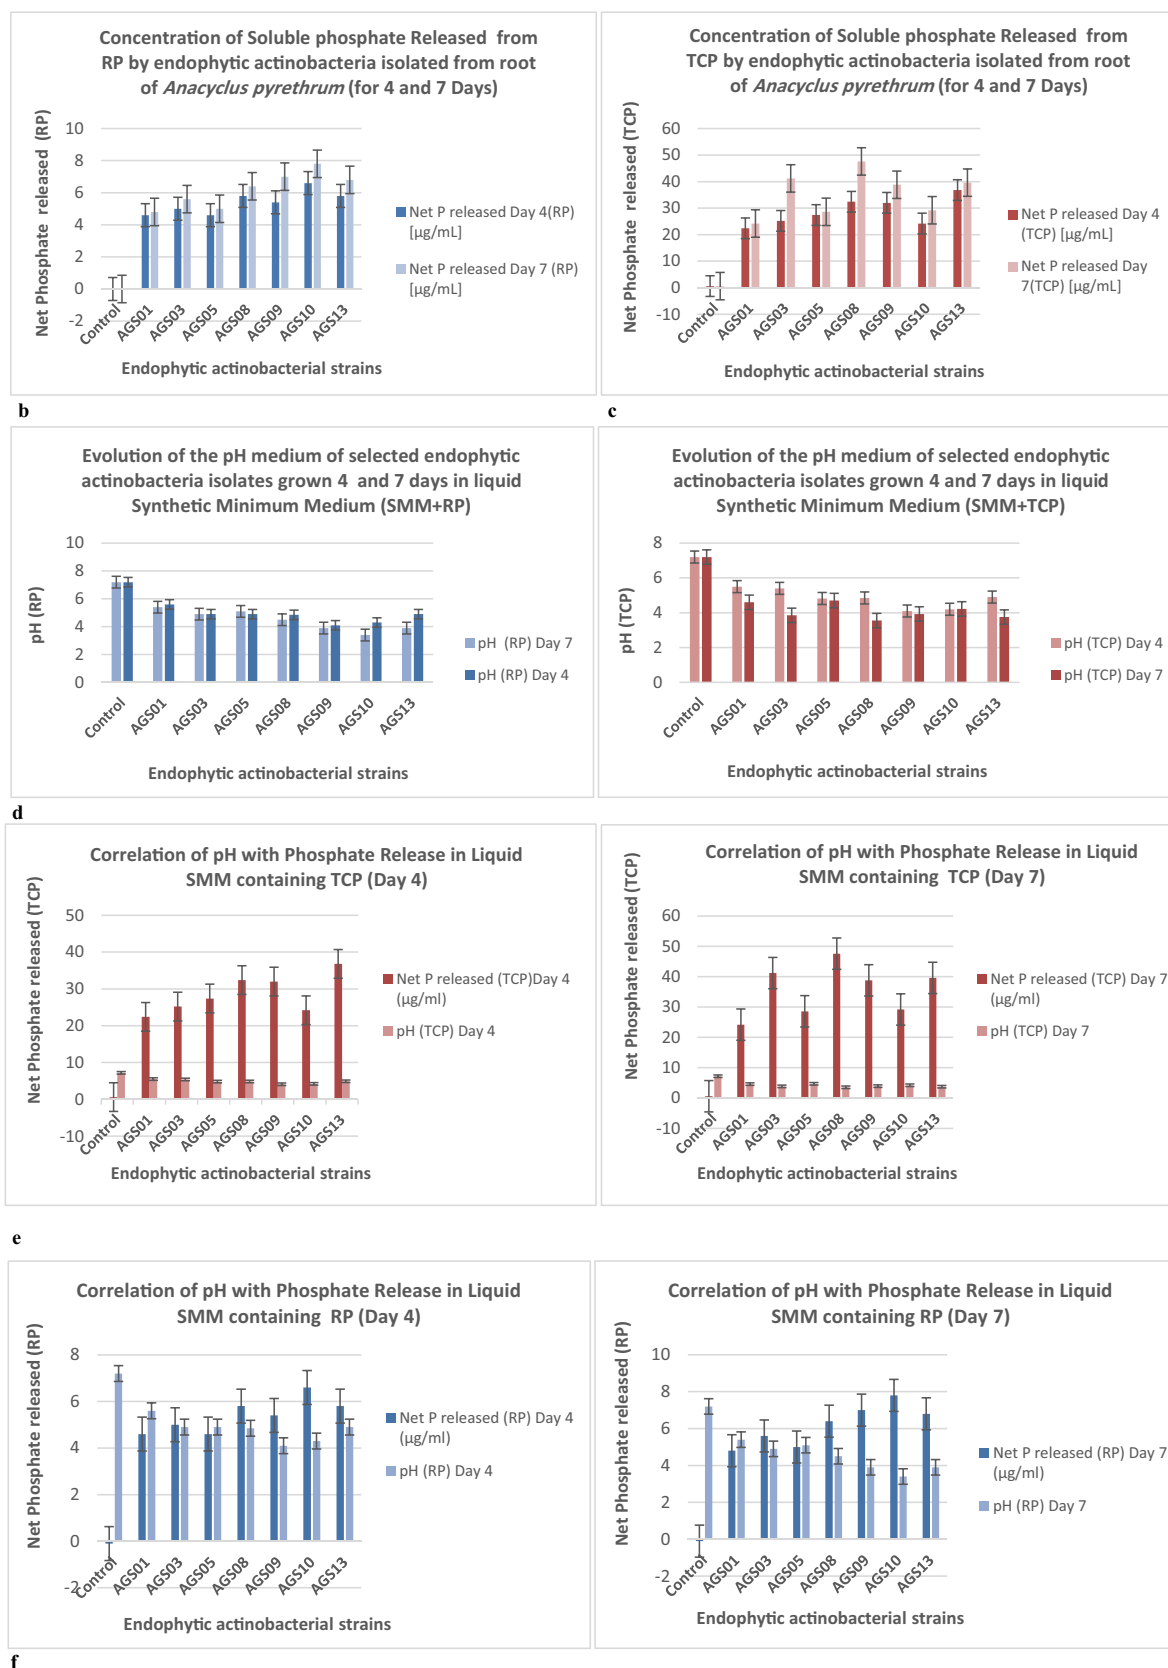 Concentration of Soluble phosphate Released from
RP by endophytic actinobacteria isolated from root
of Anacyclus pyrethrum (for 4 and 7 Days)
Net Phosphate released (RP)
10
8
6
4
2
0
-2
Control
AGS01
AGS03
AGS05
AGS08
AGS09
AGS10
AGS13
Net P released Day 4(RP)
[µg/mL]
Net P released Day 7 (RP)
[µg/mL]
Endophytic actinobacterial strains
b
Concentration of Soluble phosphate Released from
TCP by endophytic actinobacteria isolated from root
of Anacyclus pyrethrum (for 4 and 7 Days)
Net Phosphate released (TCP)
60
50
40
30
20
10
0
-10
Control
AGS01
AGS03
AGS05
AGS08
AGS09
AGS10
AGS13
Net P released Day 4
(TCP) [µg/mL]
Net P released Day
7(TCP) [µg/mL]
Endophytic actinobacterial strains
c
Evolution of the pH medium of selected endophytic
actinobacteria isolates grown 4 and 7 days in liquid
Synthetic Minimum Medium (SMM+RP)
pH (RP)
10
8
6
4
2
0
Control
AGS01
AGS03
AGS05
AGS08
AGS09
AGS10
AGS13
pH (RP) Day 7
pH (RP) Day 4
Endophytic actinobacterial strains
Evolution of the pH medium of selected endophytic
actinobacteria isolates grown 4 and 7 days in liquid
Synthetic Minimum Medium (SMM+TCP)
pH (TCP)
8
6
4
2
0
Control
AGS01
AGS03
AGS05
AGS08
AGS09
AGS10
AGS13
pH (TCP) Day 4
pH (TCP) Day 7
Endophytic actinobacterial strains
d
Correlation of pH with Phosphate Release in Liquid
SMM containing TCP (Day 4)
Net Phosphate released (TCP)
50
40
30
20
10
0
-10
Control
AGS01
AGS03
AGS05
AGS08
AGS09
AGS10
AGS13
Net P released (TCP)Day 4
(µg/ml)
pH (TCP) Day 4
Endophytic actinobacterial strains
Correlation of pH with Phosphate Release in Liquid
SMM containing TCP (Day 7)
Net Phosphate released (TCP)
60
50
40
30
20
10
0
-10
Control
AGS01
AGS03
AGS05
AGS08
AGS09
AGS10
AGS13
Net P released (TCP) Day 7
(µg/ml)
pH (TCP) Day 7
Endophytic actinobacterial strains
e
Correlation of pH with Phosphate Release in Liquid
SMM containing RP (Day 4)
Net Phosphate released (RP)
8
6
4
2
0
-2
Control
AGS01
AGS03
AGS05
AGS08
AGS09
AGS10
AGS13
Net P released (RP) Day 4
(µg/ml)
pH (RP) Day 4
Endophytic actinobacterial strains
Correlation of pH with Phosphate Release in Liquid
SMM containing RP (Day 7)
Net Phosphate released (RP)
10
8
6
4
2
0
-2
Control
AGS01
AGS03
AGS05
AGS08
AGS09
AGS10
AGS13
Net P released (RP) Day 7
(µg/ml)
pH (RP) Day 7
Endophytic actinobacterial strains
f